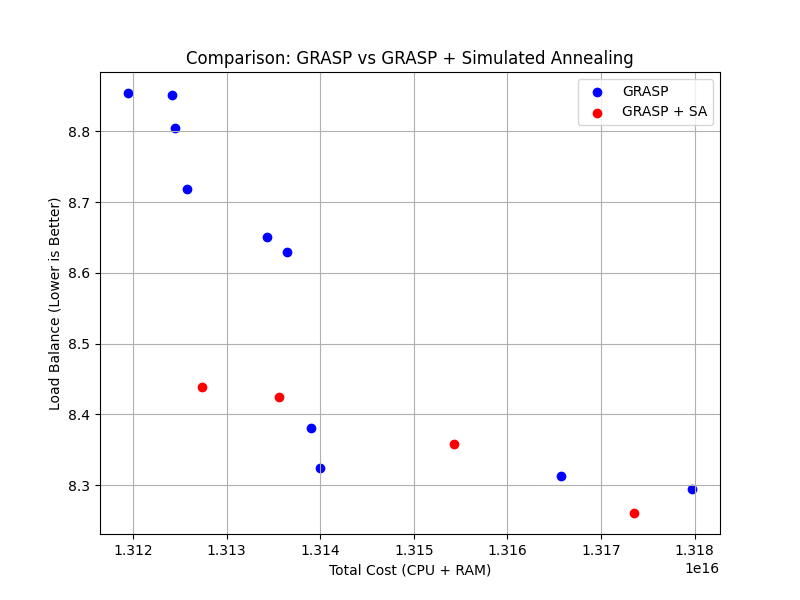 Comparison: GRASP vs GRASP + Simulated Annealing
GRASP
GRASP + SA
Load Balance (Lower is Better)
8.8
8.7
8.6
8.5
8.4
8.3
1.312 1.313 1.314 1.315 1.316 1.317 1.318
1e16
Total Cost (CPU + RAM)